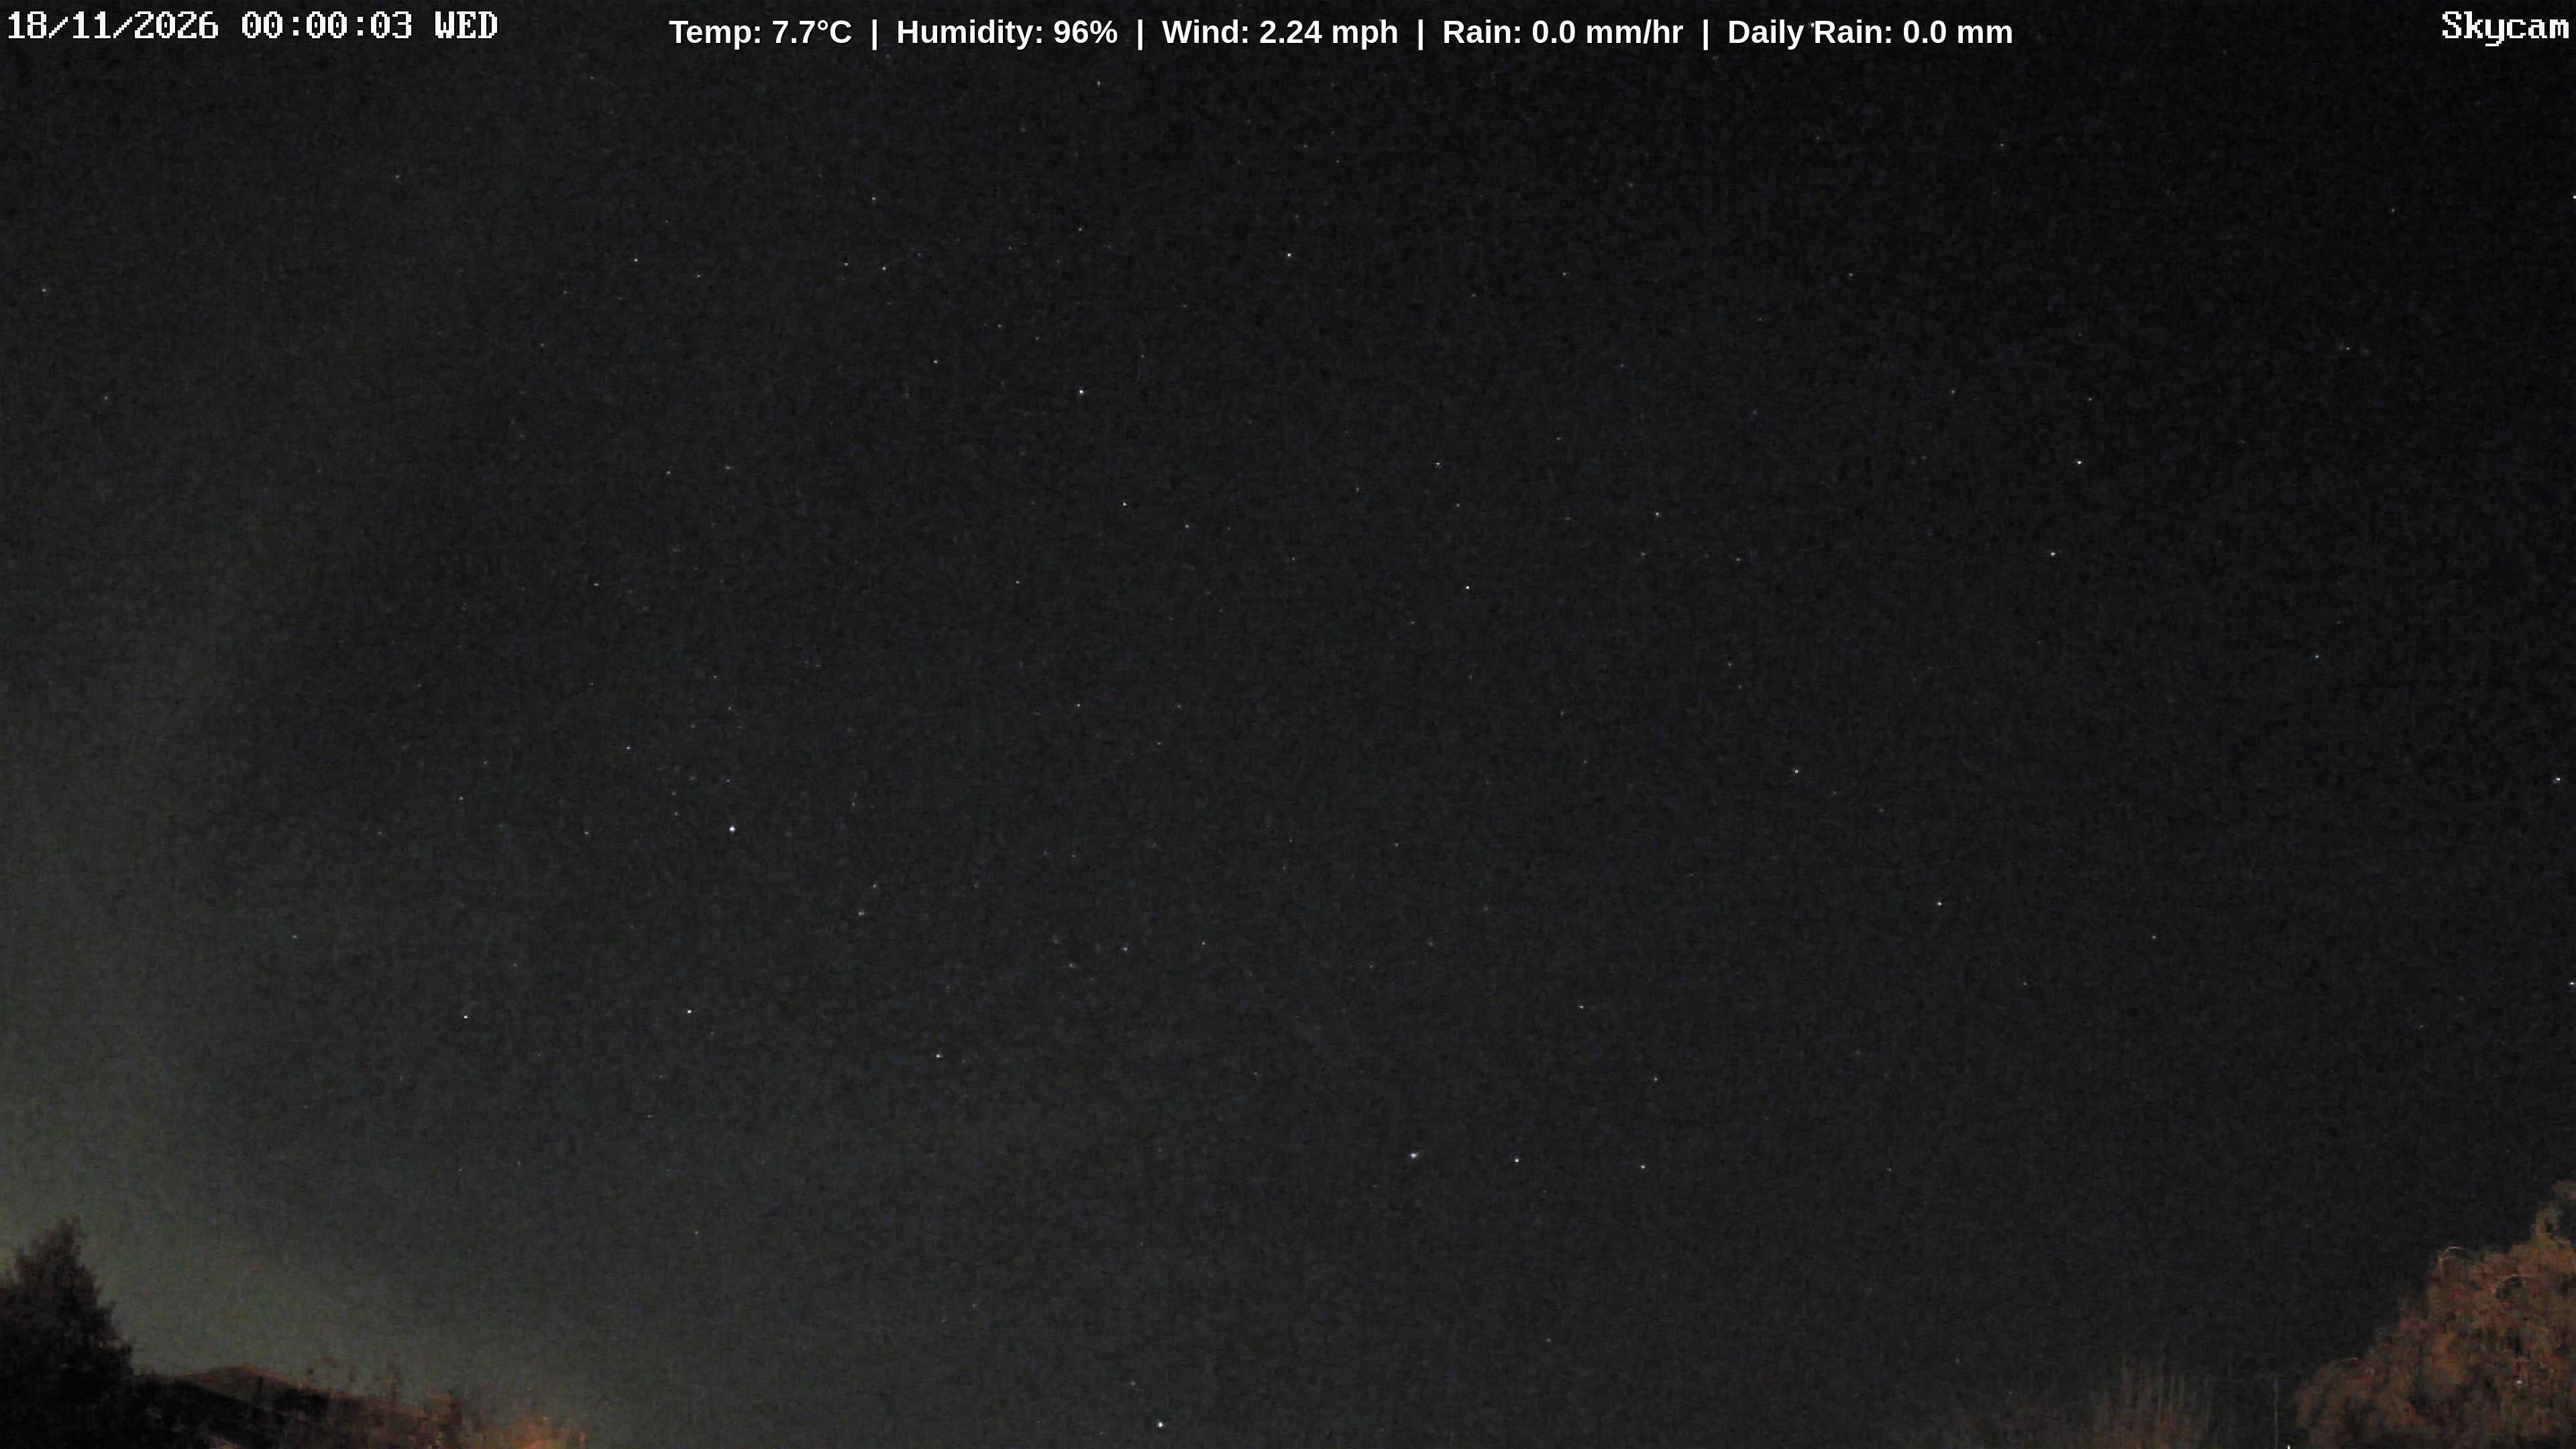 18/11/2026 00:00:03 WED
Temp: 7.7°C | Humidity: 96% | Wind: 2.24 mph | Rain: 0.0 mm/hr | Daily Rain: 0.0 mm
Skycam